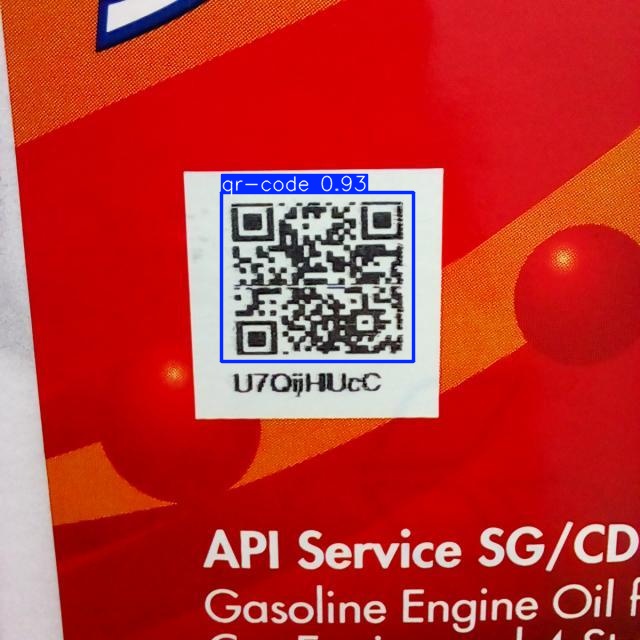 qr-code 0.93
U7QijHUcC
API Service SG/CD
Gasoline Engine Oil f